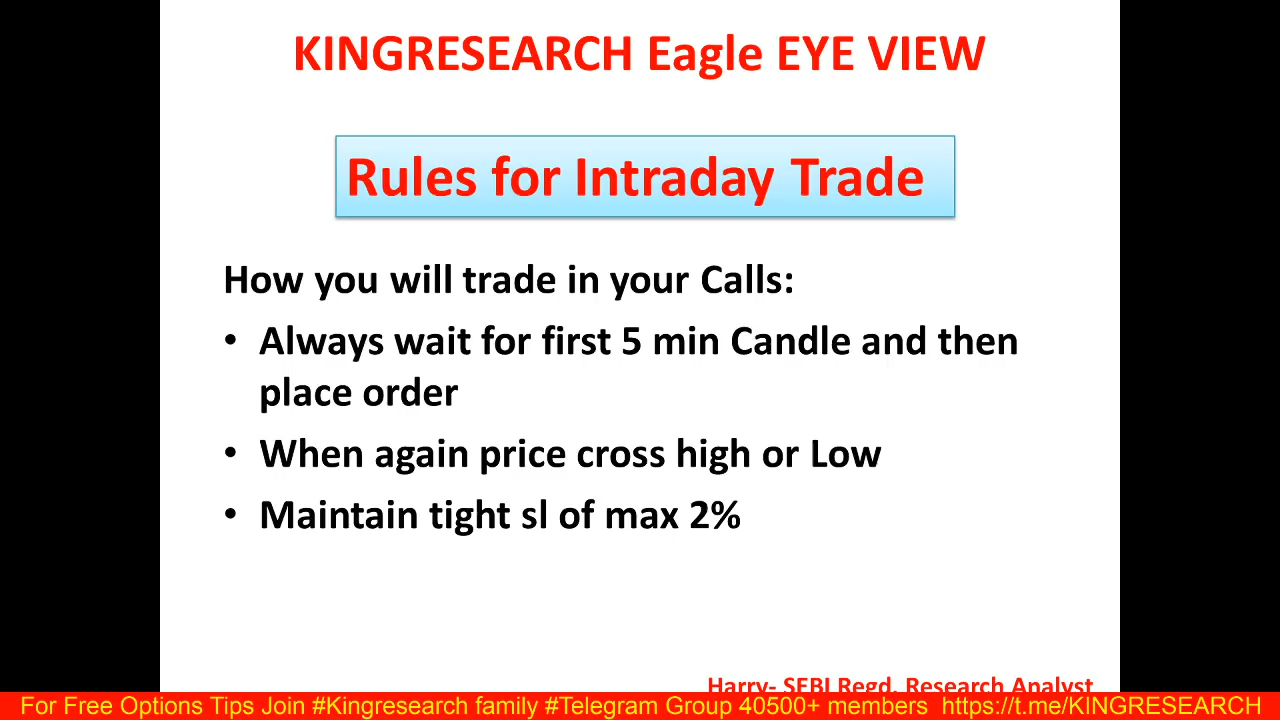 KINGRESEARCH Eagle EYE VIEW
Rules for Intraday Trade
How you will trade in your Calls:
• Always wait for first 5 min Candle and then
place order
• When again price cross high or Low
• Maintain tight sl of max 2%
Harry- SEBI Regd. Research Analyst
For Free Options Tips Join #Kingresearch family #Telegram Group 40500+ members https://t.me/KINGRESEARCH